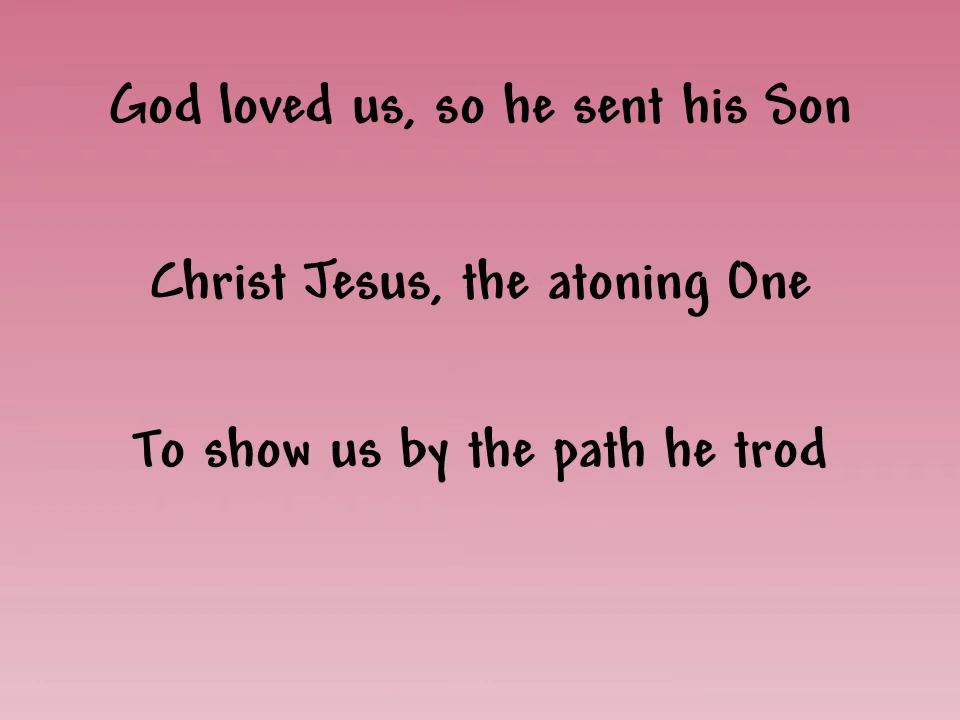 God loved us, so he sent his Son
Christ Jesus, the atoning One
To show us by the path he trod